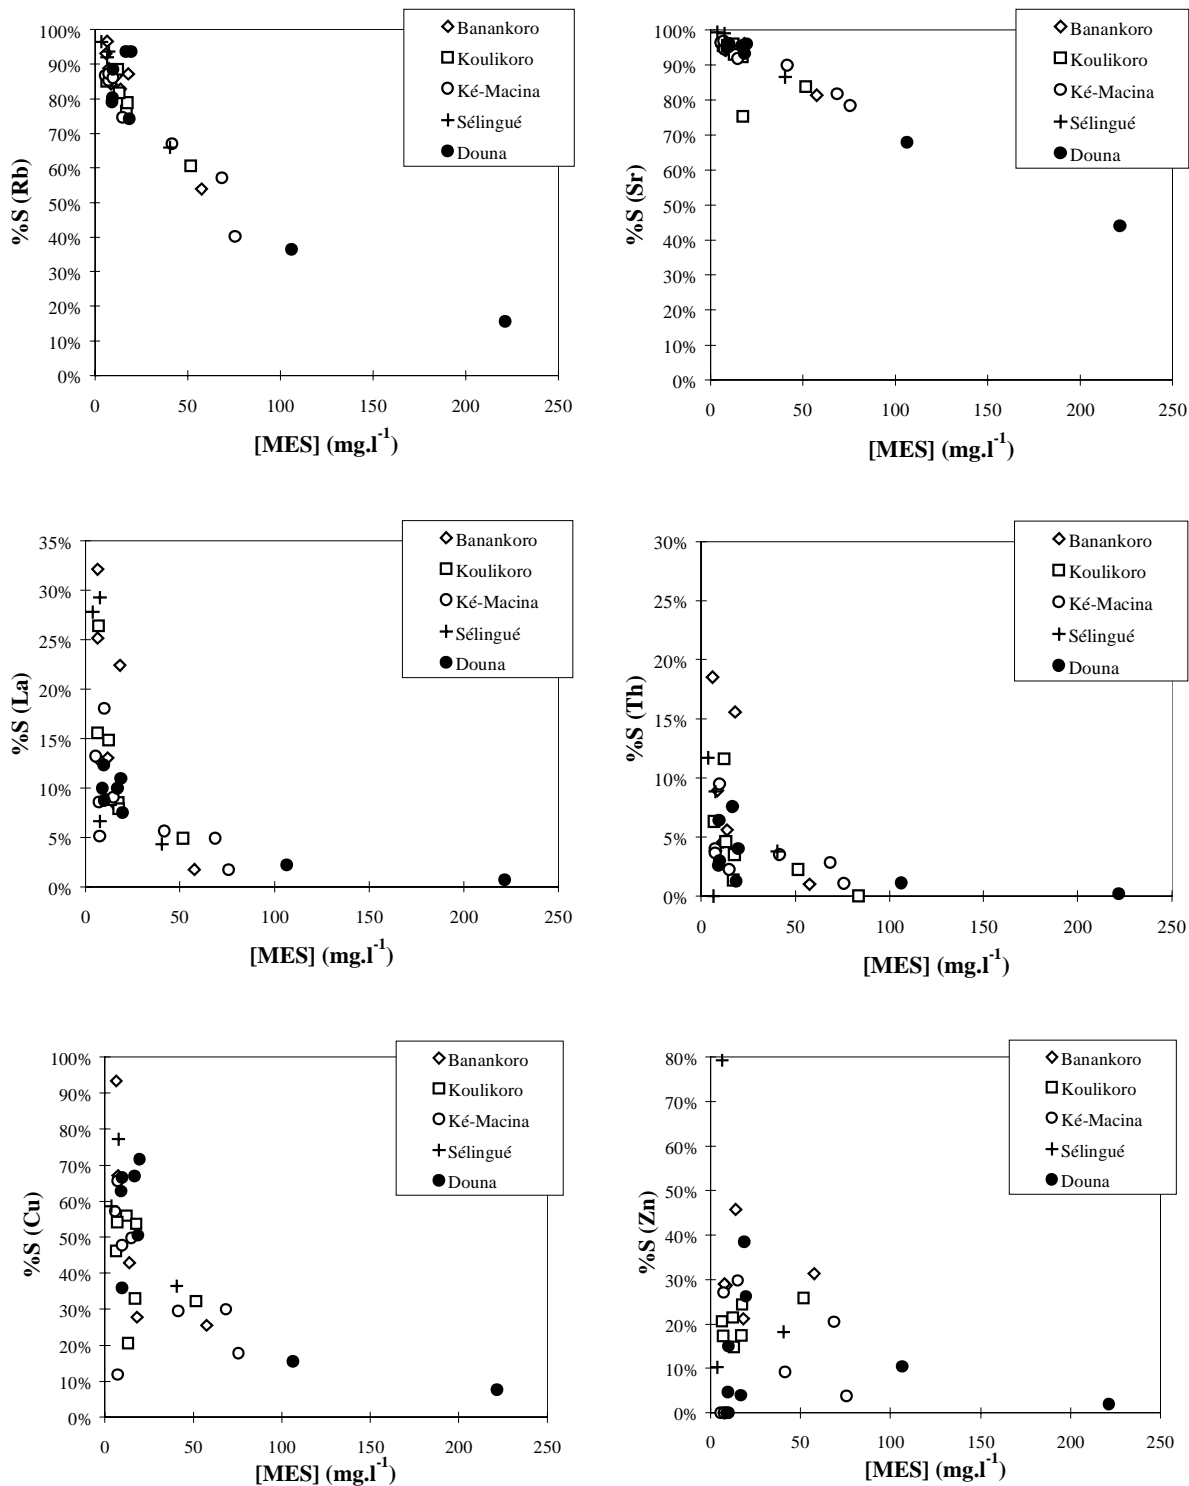 100%
90%
80%
70%
60%
50%
40%
30%
20%
10%
0%
%S (Rb)
0 50 100 150 200 250
[MES] (mg.l-1)
Banankoro
Koulikoro
Ké-Macina
Sélingué
Douna
100%
90%
80%
70%
60%
50%
40%
30%
20%
10%
0%
%S (Sr)
0 50 100 150 200 250
[MES] (mg.l-1)
Banankoro
Koulikoro
Ké-Macina
Sélingué
Douna
35%
30%
25%
20%
15%
10%
5%
0%
%S (La)
0 50 100 150 200 250
[MES] (mg.l-1)
Banankoro
Koulikoro
Ké-Macina
Sélingué
Douna
30%
25%
20%
15%
10%
5%
0%
%S (Th)
0 50 100 150 200 250
[MES] (mg.l-1)
Banankoro
Koulikoro
Ké-Macina
Sélingué
Douna
100%
90%
80%
70%
60%
50%
40%
30%
20%
10%
0%
%S (Cu)
0 50 100 150 200 250
[MES] (mg.l-1)
Banankoro
Koulikoro
Ké-Macina
Sélingué
Douna
80%
70%
60%
50%
40%
30%
20%
10%
0%
%S (Zn)
0 50 100 150 200 250
[MES] (mg.l-1)
Banankoro
Koulikoro
Ké-Macina
Sélingué
Douna